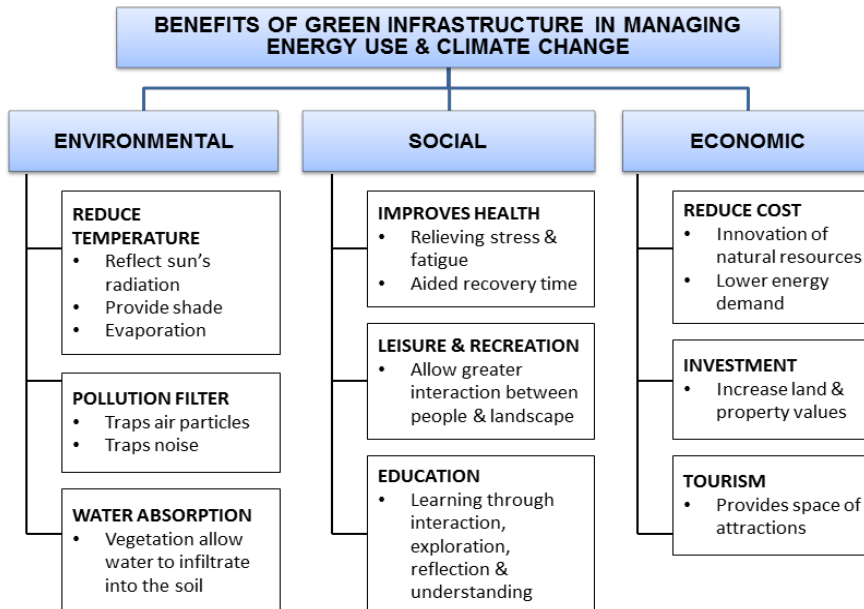 BENEFITS OF GREEN INFRASTRUCTURE IN MANAGING
ENERGY USE & CLIMATE CHANGE
ENVIRONMENTAL
REDUCE
TEMPERATURE
• Reflect sun's
radiation
• Provide shade
• Evaporation
POLLUTION FILTER
• Traps air particles
• Traps noise
WATER ABSORPTION
• Vegetation allow
water to infiltrate
into the soil
SOCIAL
IMPROVES HEALTH
• Relieving stress &
fatigue
• Aided recovery time
LEISURE & RECREATION
• Allow greater
interaction between
people & landscape
EDUCATION
• Learning through
interaction,
exploration,
reflection &
understanding
ECONOMIC
REDUCE COST
• Innovation of
natural resources
• Lower energy
demand
INVESTMENT
• Increase land &
property values
TOURISM
• Provides space of
attractions